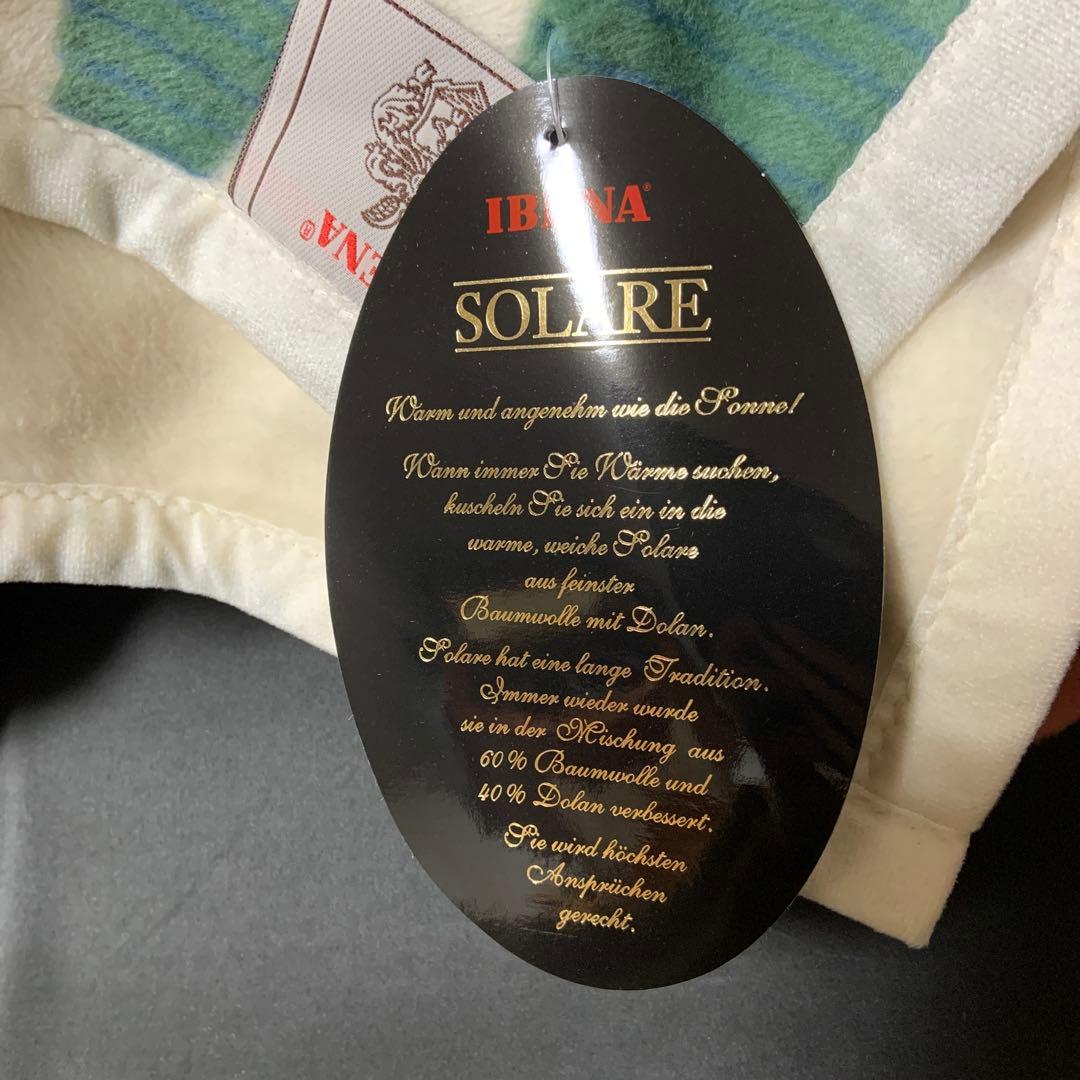 ENA®
IBENA®
SOLARE
Warm und angenehm wie die Sonne!
Wann immer Sie Wärme suchen,
kuscheln Sie sich ein in die
warme, weiche Solare
aus feinster
Baumwolle mit Dolan.
Solare hat eine lange Tradition.
Immer wieder wurde
sie in der Mischung aus
60% Baumwolle und
40% Dolan verbessert.
Sie wird höchsten
Ansprüchen
gerecht.